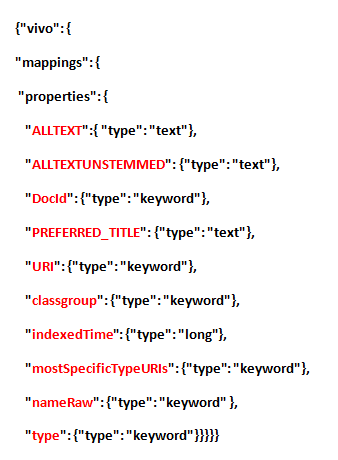 {"vivo":{
"mappings":{
"properties":{
"ALLTEXT":{ "type":"text"},
"ALLTEXTUNSTEMMED":{"type":"text"},
"DocId":{"type":"keyword"},
"PREFERRED_TITLE": {"type":"text"},
"URI":{"type":"keyword"},
"classgroup":{"type":"keyword"},
"indexedTime":{"type":"long"},
"mostSpecificTypeURIs":{"type":"keyword"},
"nameRaw":{"type":"keyword" },
"type":{"type":"keyword"}}}}}